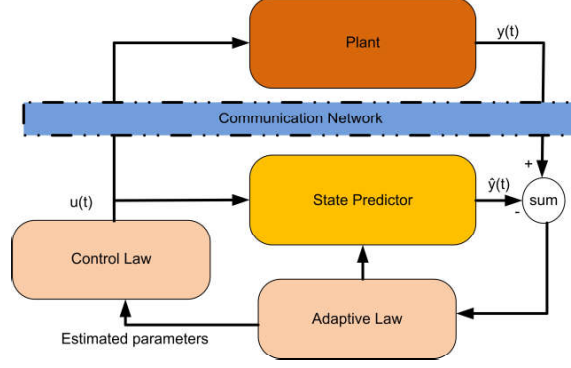 Plant
y(t)
Communication Network
+
u(t)
State Predictor
ŷ(t)
sum
-
Control Law
Adaptive Law
Estimated parameters